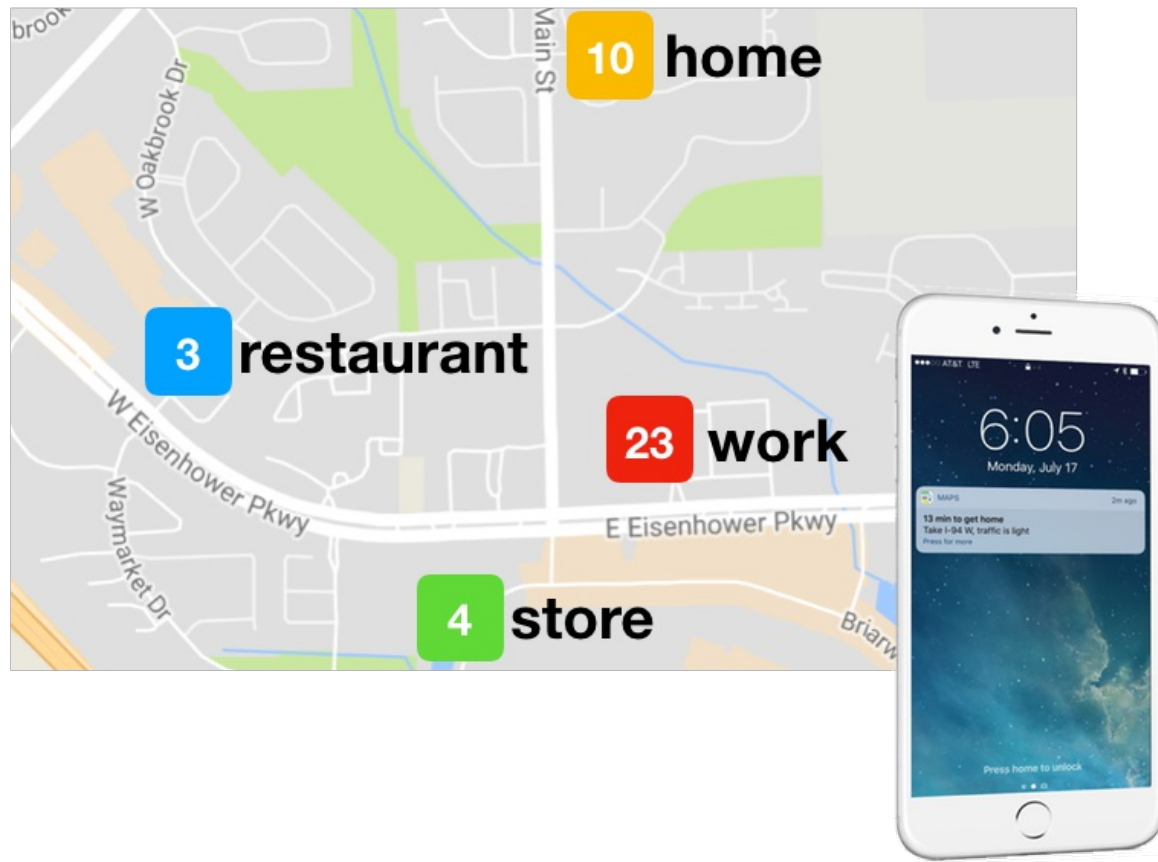 brook
Main St
10 home
W Oakbrook Dr
3 restaurant
23 work
W Eisenhower Pkwy
E Eisenhower Pkwy
Waymarket Dr
4 store
Briarw
AT&T LTE
6:05
Monday, July 17
MAPS 2m ago
13 min to get home
Take I-94 W, traffic is light
Press for more
Press home to unlock